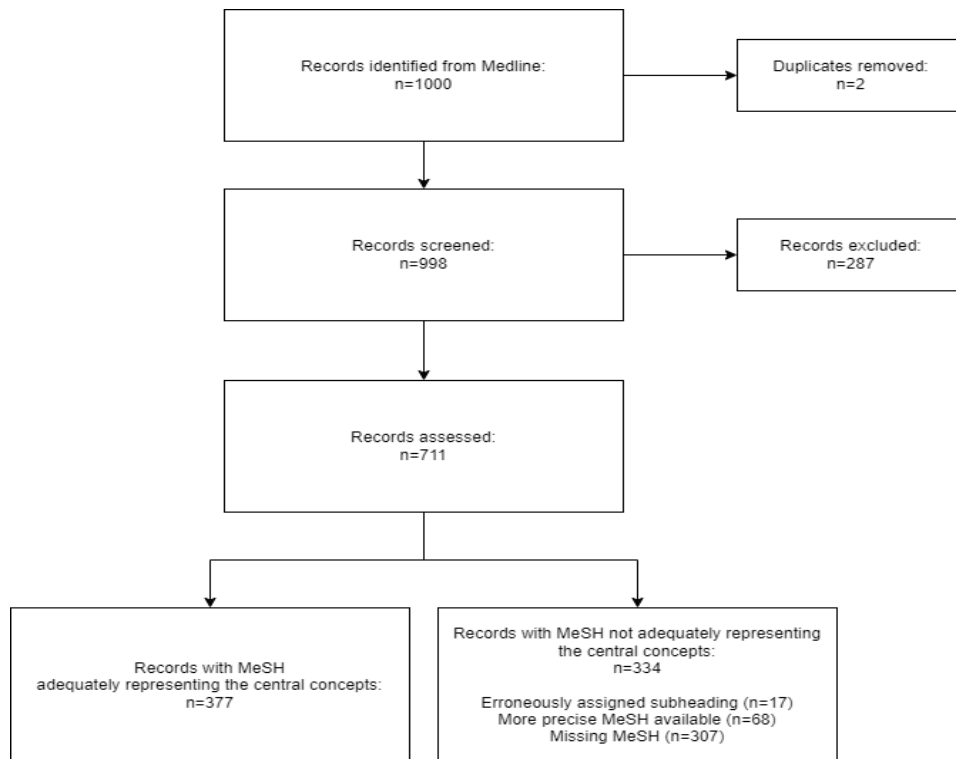 Records identified from Medline:
n=1000
Duplicates removed:
n=2
Records screened:
n=998
Records excluded:
n=287
Records assessed:
n=711
Records with MeSH
adequately representing the central concepts:
n=377
Records with MeSH not adequately representing
the central concepts:
n=334
Erroneously assigned subheading (n=17)
More precise MeSH available (n=68)
Missing MeSH (n=307)